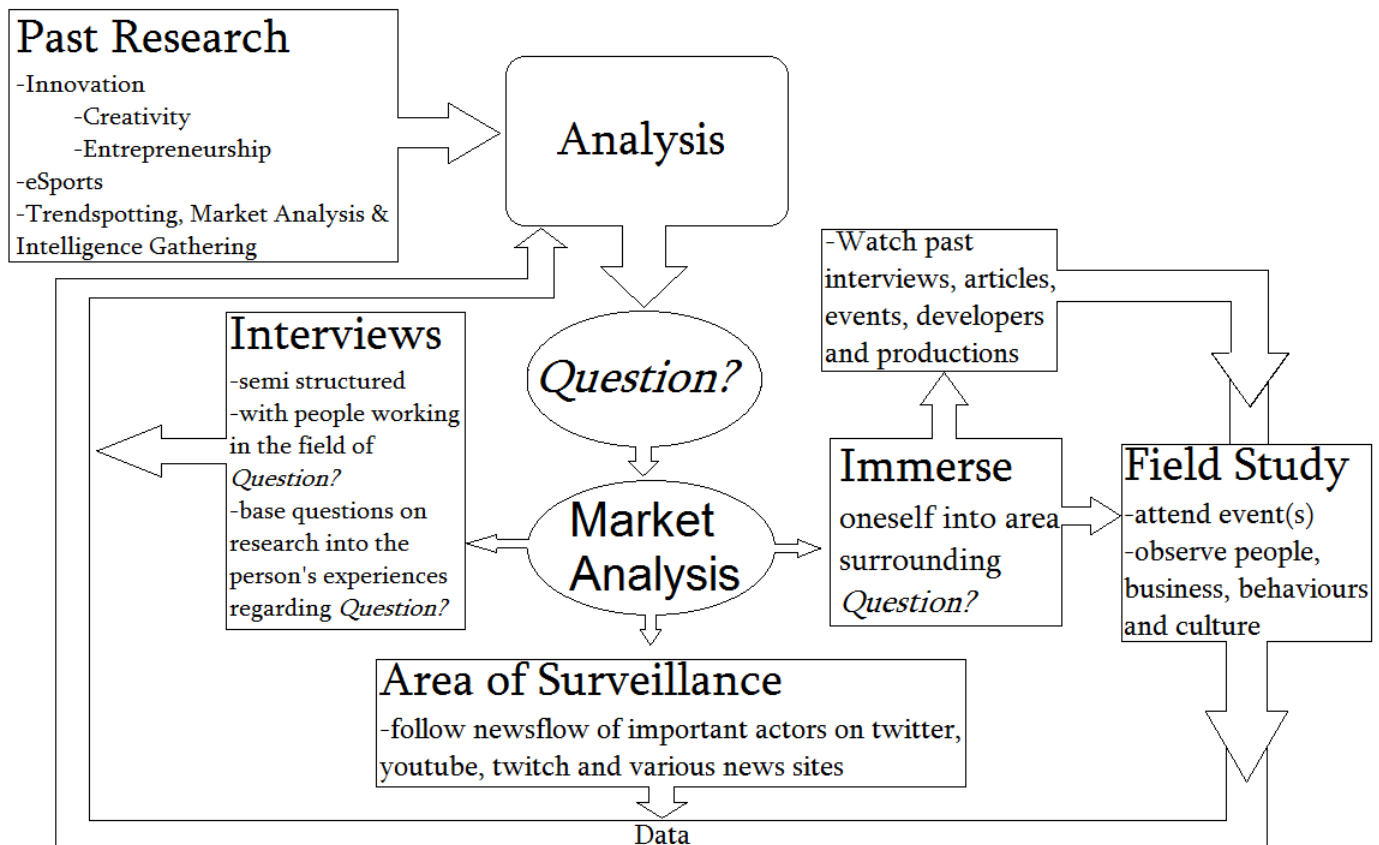 Past Research
-Innovation
-Creativity
-Entrepreneurship
-eSports
-Trendspotting, Market Analysis &
Intelligence Gathering
Analysis
Question?
Market
Analysis
Interviews
-semi structured
-with people working
in the field of
Question?
-base questions on
research into the
person's experiences
regarding Question?
-Watch past
interviews, articles,
events, developers
and productions
Immerse
oneself into area
surrounding
Question?
Field Study
-attend event(s)
-observe people,
business, behaviours
and culture
Area of Surveillance
-follow newsflow of important actors on twitter,
youtube, twitch and various news sites
Data